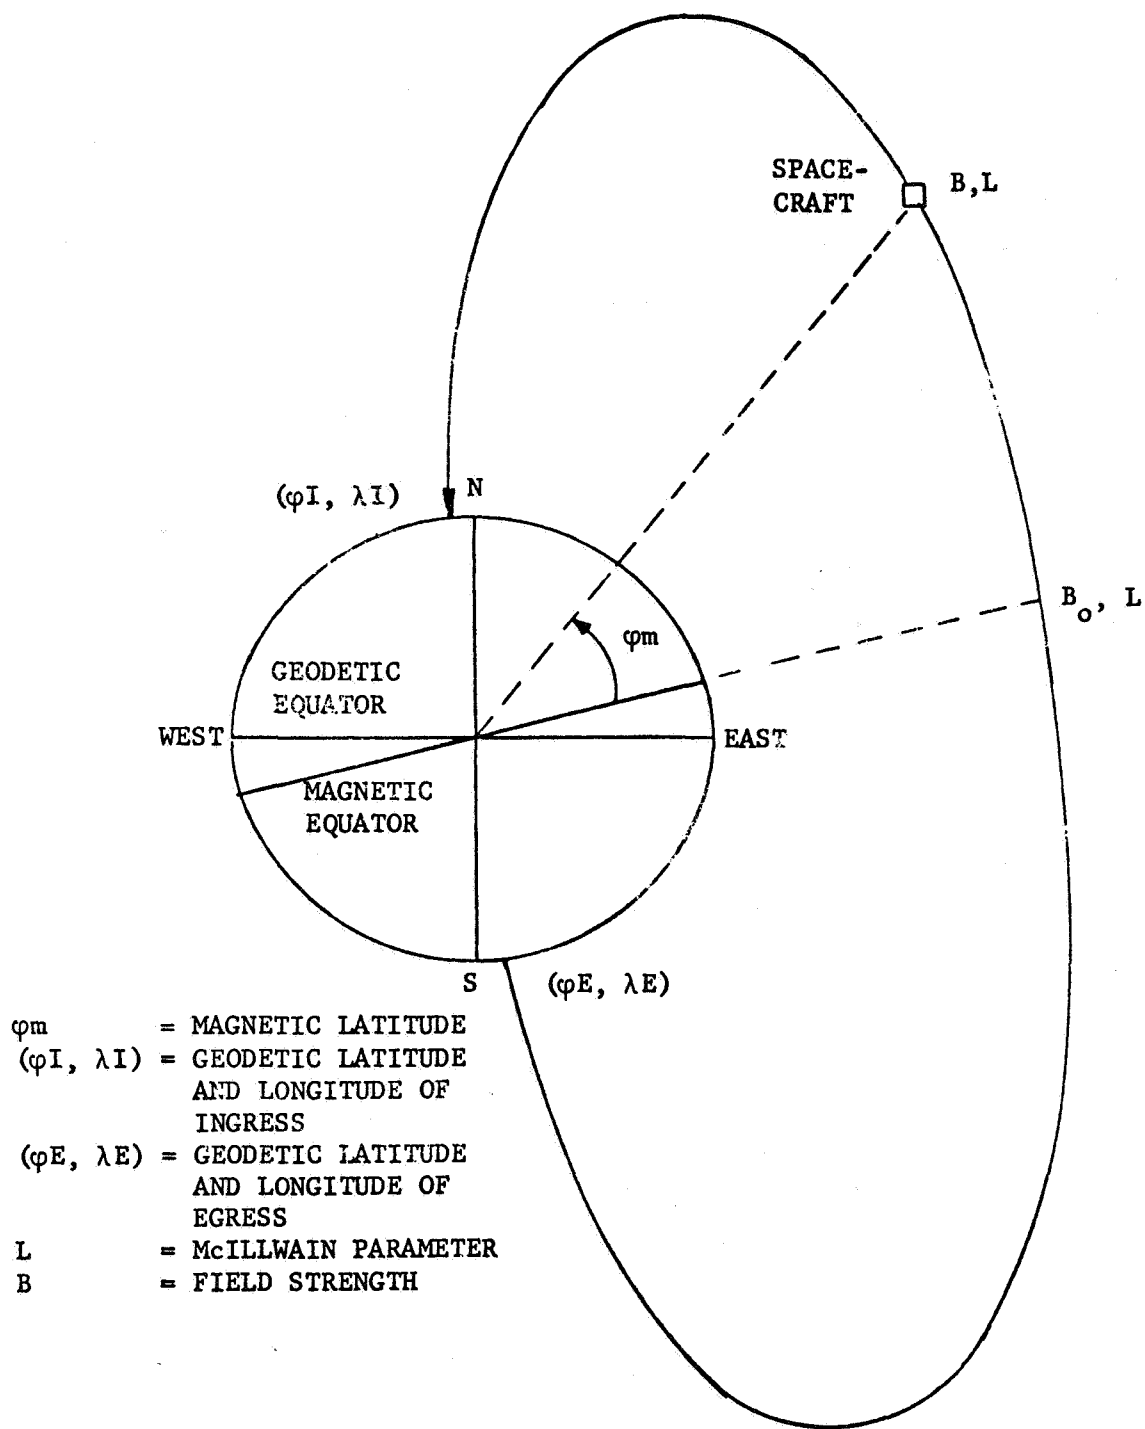 SPACE-
CRAFT
B,L
(φI, λI)
N
B₀, L
φm
GEODETIC
EQUATOR
WEST
EAST
MAGNETIC
EQUATOR
S
(φE, λE)
φm = MAGNETIC LATITUDE
(φI, λI) = GEODETIC LATITUDE
AND LONGITUDE OF
INGRESS
(φE, λE) = GEODETIC LATITUDE
AND LONGITUDE OF
EGRESS
L = McILLWAIN PARAMETER
B = FIELD STRENGTH